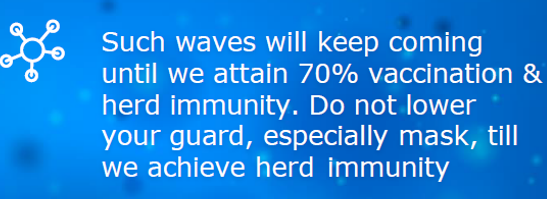 Such waves will keep coming
until we attain 70% vaccination &
herd immunity. Do not lower
your guard, especially mask, till
we achieve herd immunity